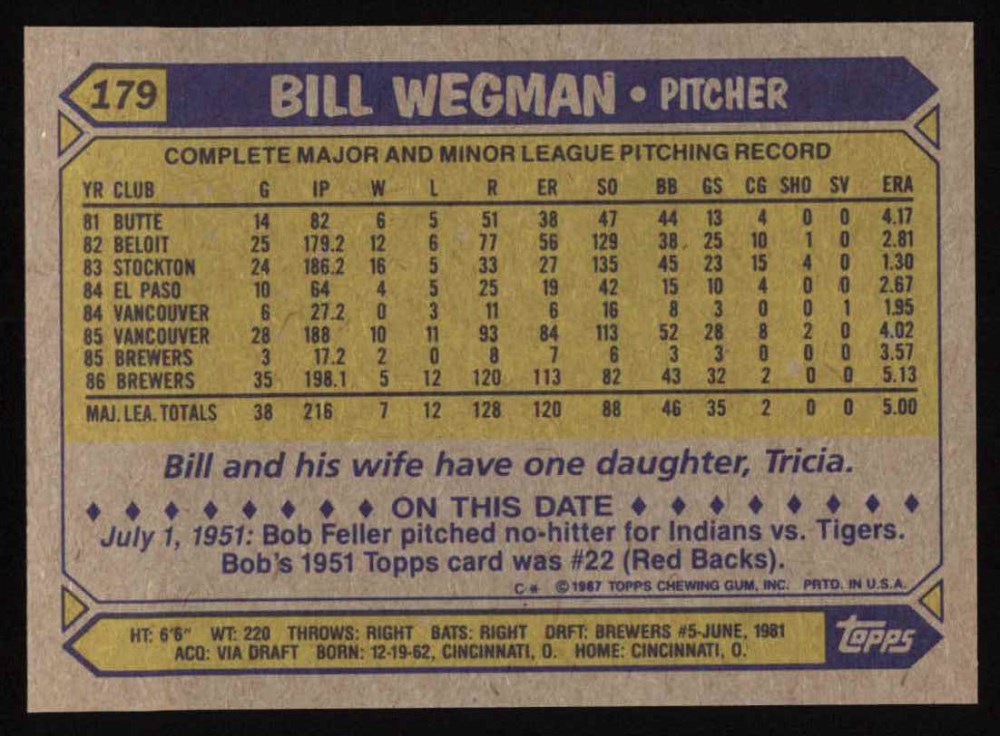 179
BILL WEGMAN • PITCHER
COMPLETE MAJOR AND MINOR LEAGUE PITCHING RECORD
YR CLUB G IP W L R ER SO BB GS CG SHO SV ERA
81 BUTTE 14 82 6 5 51 38 47 44 13 4 0 0 4.17
82 BELOIT 25 179.2 12 6 77 56 129 38 25 10 1 0 2.81
83 STOCKTON 24 186.2 16 5 33 27 135 45 23 15 4 0 1.30
84 EL PASO 10 64 4 5 25 19 42 15 10 4 0 0 2.67
84 VANCOUVER 6 27.2 0 3 11 6 16 8 3 0 0 1 1.95
85 VANCOUVER 28 188 10 11 93 84 113 52 28 8 2 0 4.02
85 BREWERS 3 17.2 2 0 8 7 6 3 3 0 0 0 3.57
86 BREWERS 35 198.1 5 12 120 113 82 43 32 2 0 0 5.13
MAJ. LEA. TOTALS 38 216 7 12 128 120 88 46 35 2 0 0 5.00
Bill and his wife have one daughter, Tricia.
♦ ♦ ♦ ♦ ♦ ♦ ♦ ♦ ON THIS DATE ♦ ♦ ♦ ♦ ♦ ♦ ♦ ♦
July 1, 1951: Bob Feller pitched no-hitter for Indians vs. Tigers.
Bob's 1951 Topps card was #22 (Red Backs).
C* ©1987 TOPPS CHEWING GUM, INC. PRTD. IN U.S.A.
HT: 6'6" WT: 220 THROWS: RIGHT BATS: RIGHT DRFT: BREWERS #5-JUNE, 1981
ACQ: VIA DRAFT BORN: 12-19-62, CINCINNATI, O. HOME: CINCINNATI, O.
topps